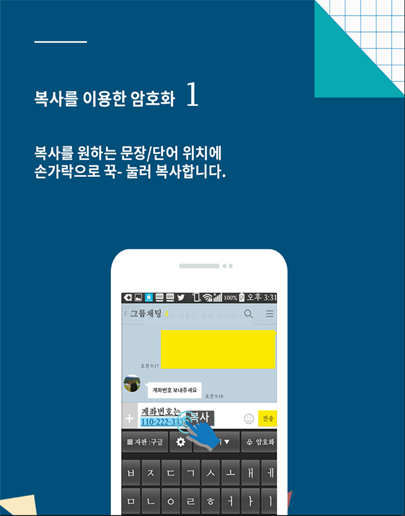 복사를 이용한 암호화 1
복사를 원하는 문장/단어 위치에
손가락으로 꾹- 눌러 복사합니다.
100% 오후 3:31
그룹채팅
오전 9:17
계좌번호 보내주세요
오전 9:18
계좌번호는
복사
110-222-333
전송
자판:구글
암호화
ㅂ ㅈ ㄷ ㄱ ㅅ ㅗ ㅐ ㅔ
ㅁ ㄴ ㅇ ㄹ ㅎ ㅓ ㅏ ㅣ